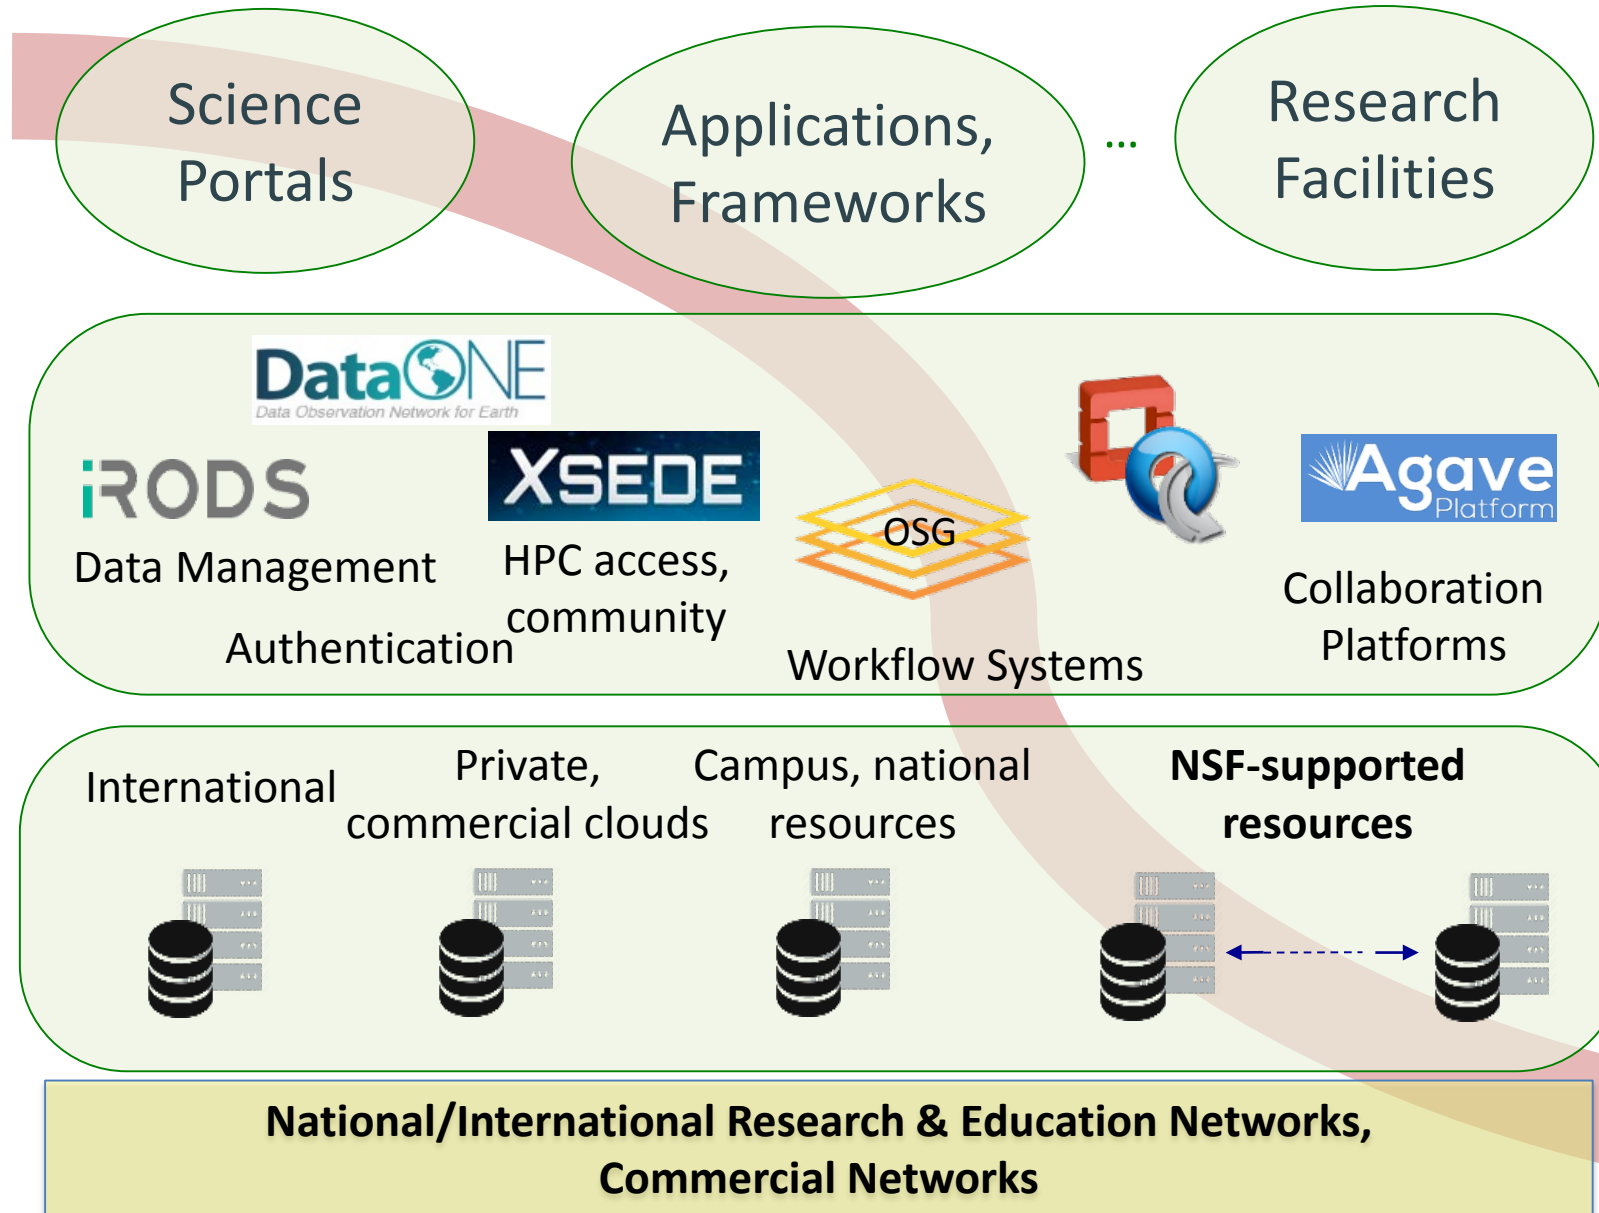 Science
Portals
Applications,
Frameworks
...
Research
Facilities
DataONE
Data Observation Network for Earth
iRODS
Data Management
XSEDE
HPC access,
community
Authentication
OSG
Workflow Systems
Agave
Platform
Collaboration
Platforms
International
Private,
commercial clouds
Campus, national
resources
NSF-supported
resources
National/International Research & Education Networks,
Commercial Networks